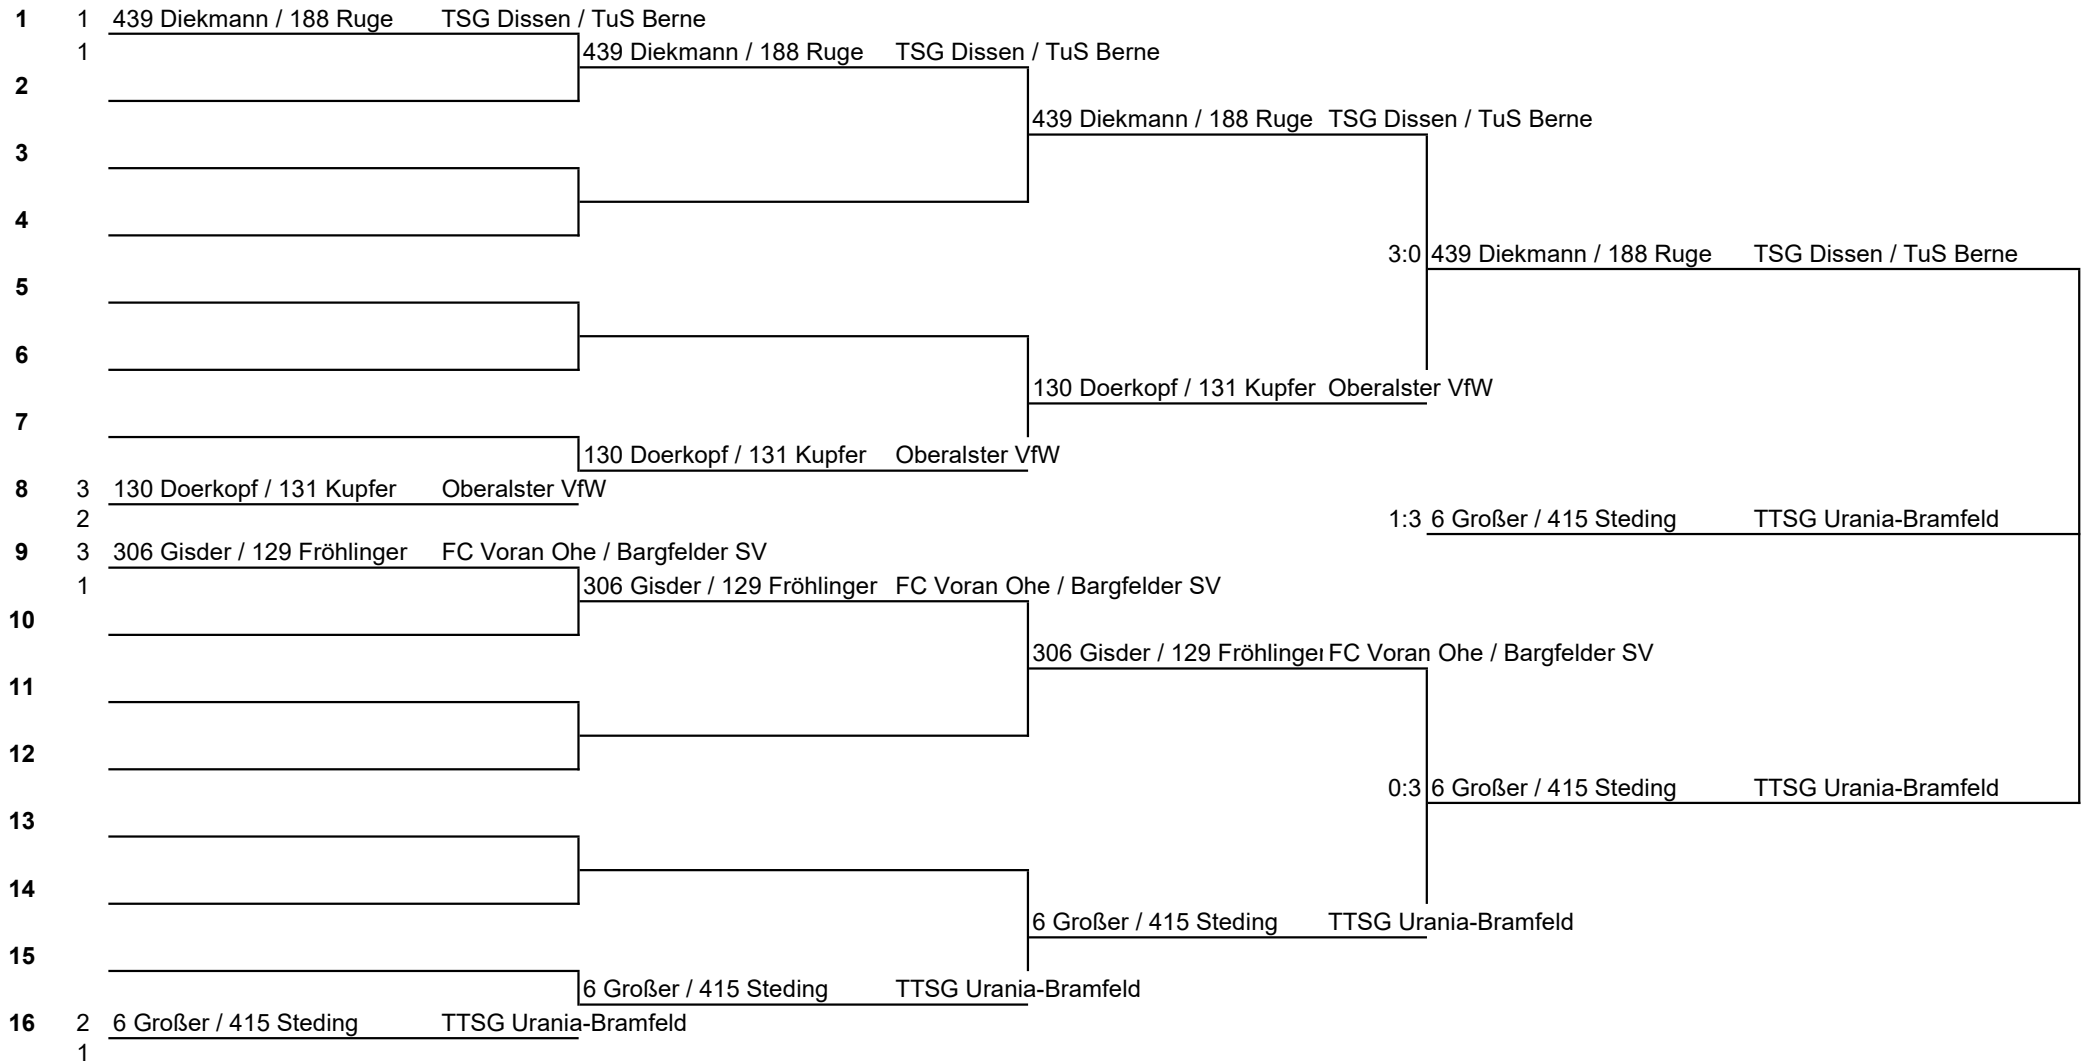 1 1 439 Diekmann / 188 Ruge TSG Dissen / TuS Berne
1 439 Diekmann / 188 Ruge TSG Dissen / TuS Berne
2
439 Diekmann / 188 Ruge TSG Dissen / TuS Berne
3
4
3:0 439 Diekmann / 188 Ruge TSG Dissen / TuS Berne
5
6
130 Doerkopf / 131 Kupfer Oberalster VfW
7
130 Doerkopf / 131 Kupfer Oberalster VfW
8 3 130 Doerkopf / 131 Kupfer Oberalster VfW
2 1:3 6 Großer / 415 Steding TTSG Urania-Bramfeld
9 3 306 Gisder / 129 Fröhlinger FC Voran Ohe / Bargfelder SV
1 306 Gisder / 129 Fröhlinger FC Voran Ohe / Bargfelder SV
10
306 Gisder / 129 Fröhlinger FC Voran Ohe / Bargfelder SV
11
12
0:3 6 Großer / 415 Steding TTSG Urania-Bramfeld
13
14
6 Großer / 415 Steding TTSG Urania-Bramfeld
15
6 Großer / 415 Steding TTSG Urania-Bramfeld
16 2 6 Großer / 415 Steding TTSG Urania-Bramfeld
1